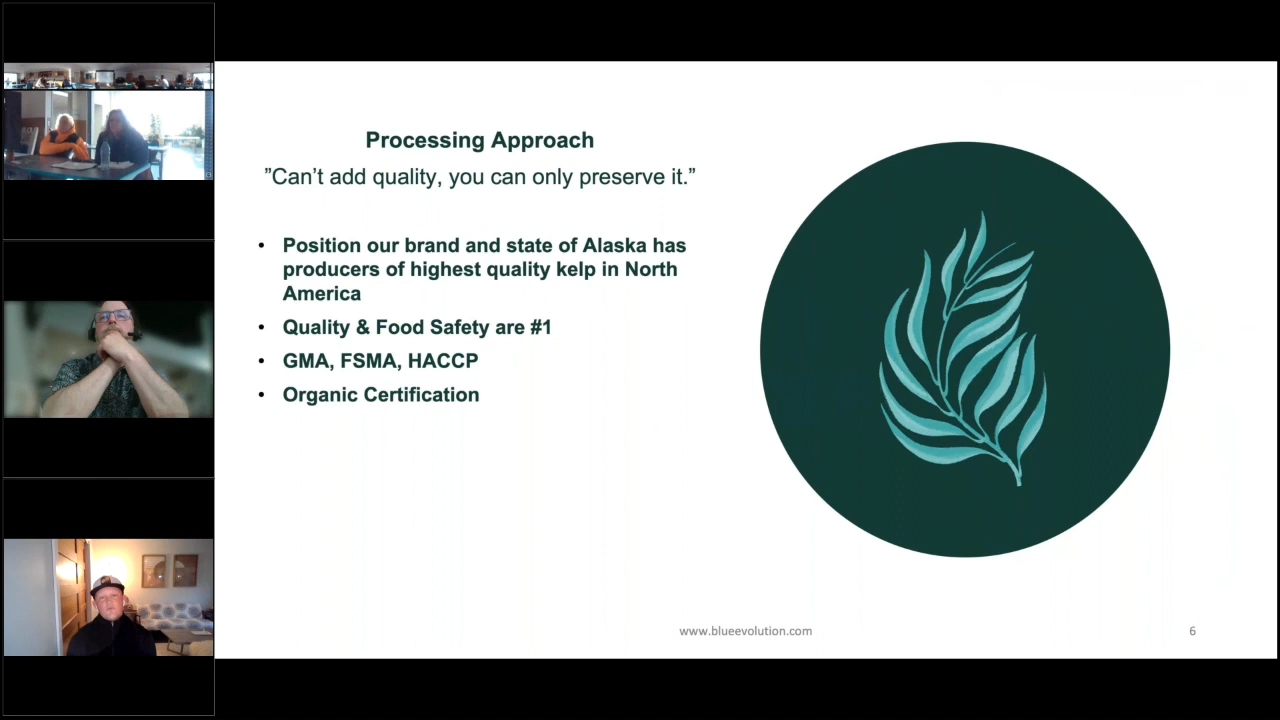 Processing Approach
”Can’t add quality, you can only preserve it.”
• Position our brand and state of Alaska has
producers of highest quality kelp in North
America
• Quality & Food Safety are #1
• GMA, FSMA, HACCP
• Organic Certification
www.blueevolution.com
6